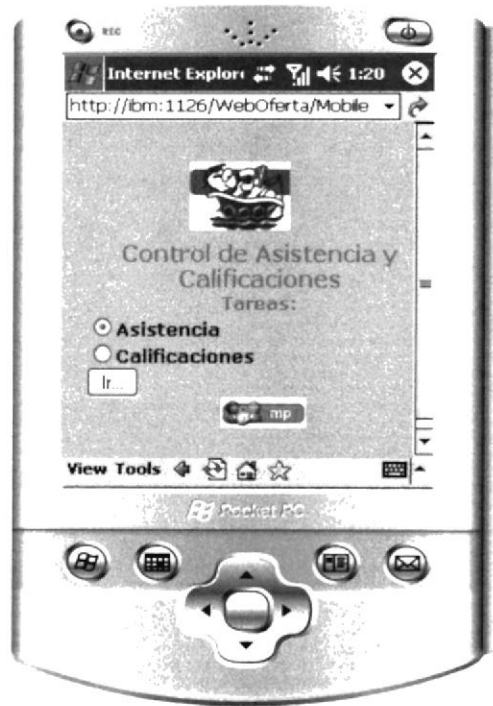 REC
Internet Explor 1:20
http://ibm:1126/WebOferta/Mobile
Control de Asistencia y
Calificaciones
Tareas:
Asistencia
Calificaciones
Ir...
mp
View Tools
Pocket PC